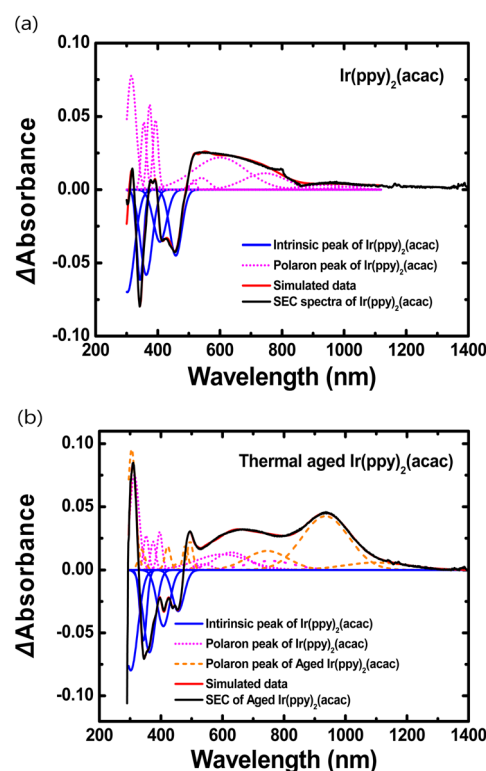 (a)
Ir(ppy)₂(acac)
ΔAbsorbance
0.10
0.05
0.00
-0.05
-0.10
Intrinsic peak of Ir(ppy)₂(acac)
Polaron peak of Ir(ppy)₂(acac)
Simulated data
SEC spectra of Ir(ppy)₂(acac)
200 400 600 800 1000 1200 1400
Wavelength (nm)
(b)
Thermal aged Ir(ppy)₂(acac)
ΔAbsorbance
0.10
0.05
0.00
-0.05
-0.10
Intirinsic peak of Ir(ppy)₂(acac)
Polaron peak of Ir(ppy)₂(acac)
Polaron peak of Aged Ir(ppy)₂(acac)
Simulated data
SEC of Aged Ir(ppy)₂(acac)
200 400 600 800 1000 1200 1400
Wavelength (nm)